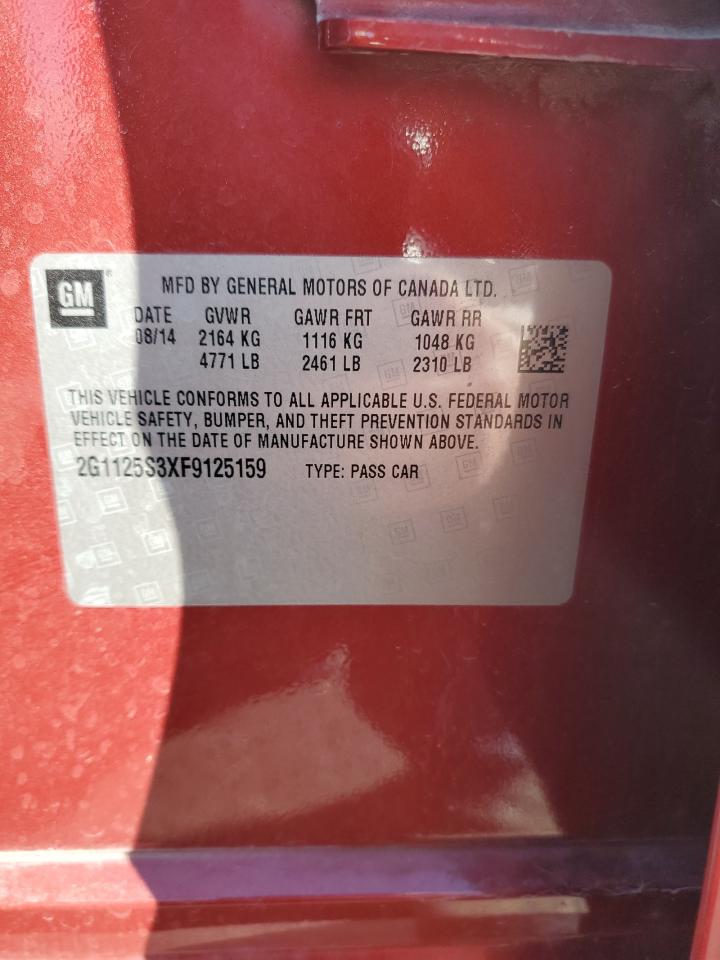 GM
MFD BY GENERAL MOTORS OF CANADA LTD.
DATE GVWR GAWR FRT GAWR RR
08/14 2164 KG 1116 KG 1048 KG
4771 LB 2461 LB 2310 LB
THIS VEHICLE CONFORMS TO ALL APPLICABLE U.S. FEDERAL MOTOR
VEHICLE SAFETY, BUMPER, AND THEFT PREVENTION STANDARDS IN
EFFECT ON THE DATE OF MANUFACTURE SHOWN ABOVE.
2G1125S3XF9125159 TYPE: PASS CAR